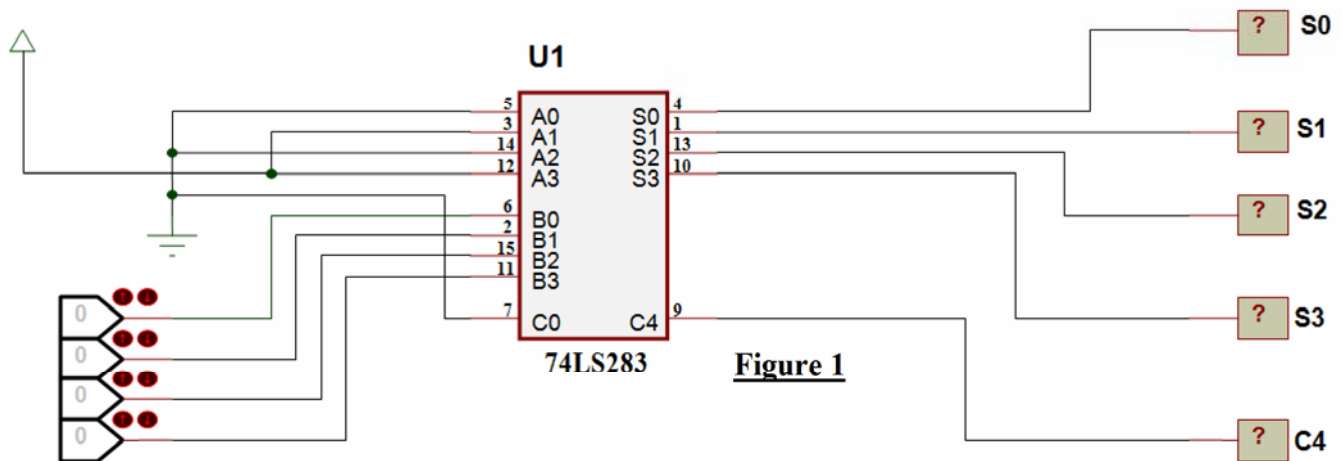 ? S0
U1
5 A0 S0 4
3 A1 S1 1
14 A2 S2 13
12 A3 S3 10
? S1
6 B0
2 B1
15 B2
11 B3
? S2
7 C0 C4 9
? S3
74LS283
Figure 1
0
0
0
0
? C4